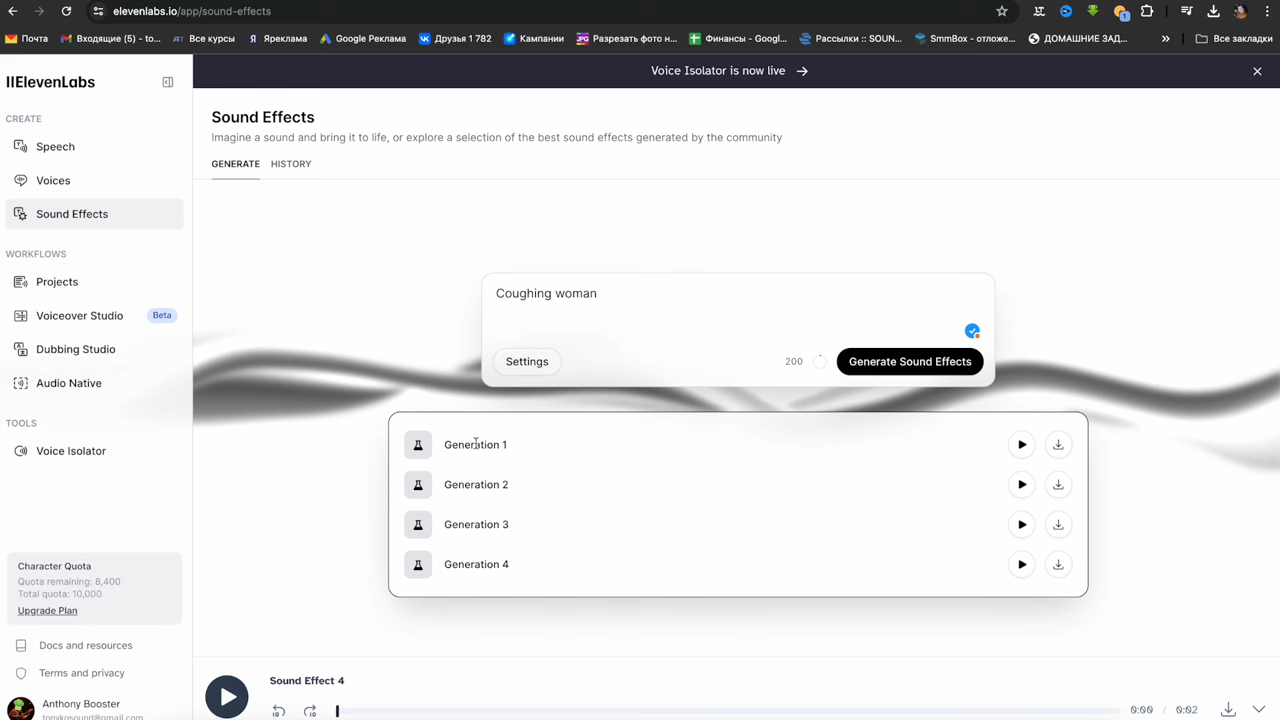 elevenlabs.io/app/sound-effects
Почта
Входящие (5) - to...
Все курсы
Яреклама
Google Реклама
Друзья 1 782
Кампании
Разрезать фото н...
Финансы - Googl...
Рассылки :: SOUN...
SmmBox - отложе...
ДОМАШНИЕ ЗАД...
»
Все закладки
IIElevenLabs
Voice Isolator is now live →
CREATE
Speech
Voices
Sound Effects
WORKFLOWS
Projects
Voiceover Studio Beta
Dubbing Studio
Audio Native
TOOLS
Voice Isolator
Character Quota
Quota remaining: 8,400
Total quota: 10,000
Upgrade Plan
Docs and resources
Terms and privacy
Anthony Booster
tonykosound@gmail.com
Sound Effects
Imagine a sound and bring it to life, or explore a selection of the best sound effects generated by the community
GENERATE HISTORY
Coughing woman
Settings 200 Generate Sound Effects
Generation 1
Generation 2
Generation 3
Generation 4
Sound Effect 4
0:00 / 0:02